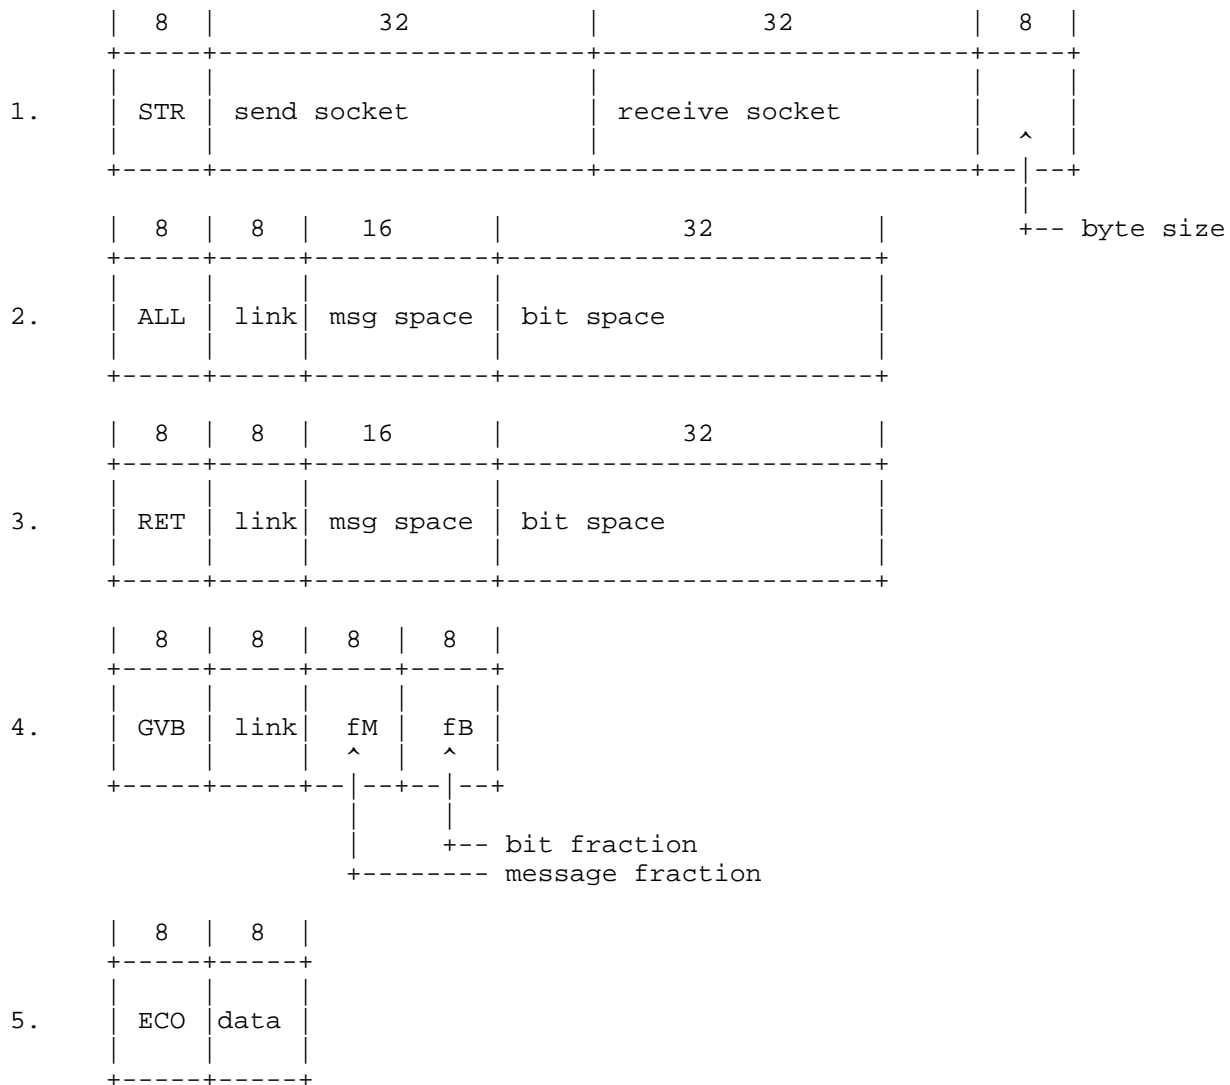 | 8 | 32 | 32 | 8 |
1. STR send socket receive socket
+-- byte size
| 8 | 8 | 16 | 32 |
2. ALL link msg space bit space
| 8 | 8 | 16 | 32 |
3. RET link msg space bit space
| 8 | 8 | 8 | 8 |
4. GVB link fM fB
+-- bit fraction
+-------- message fraction
| 8 | 8 |
5. ECO data